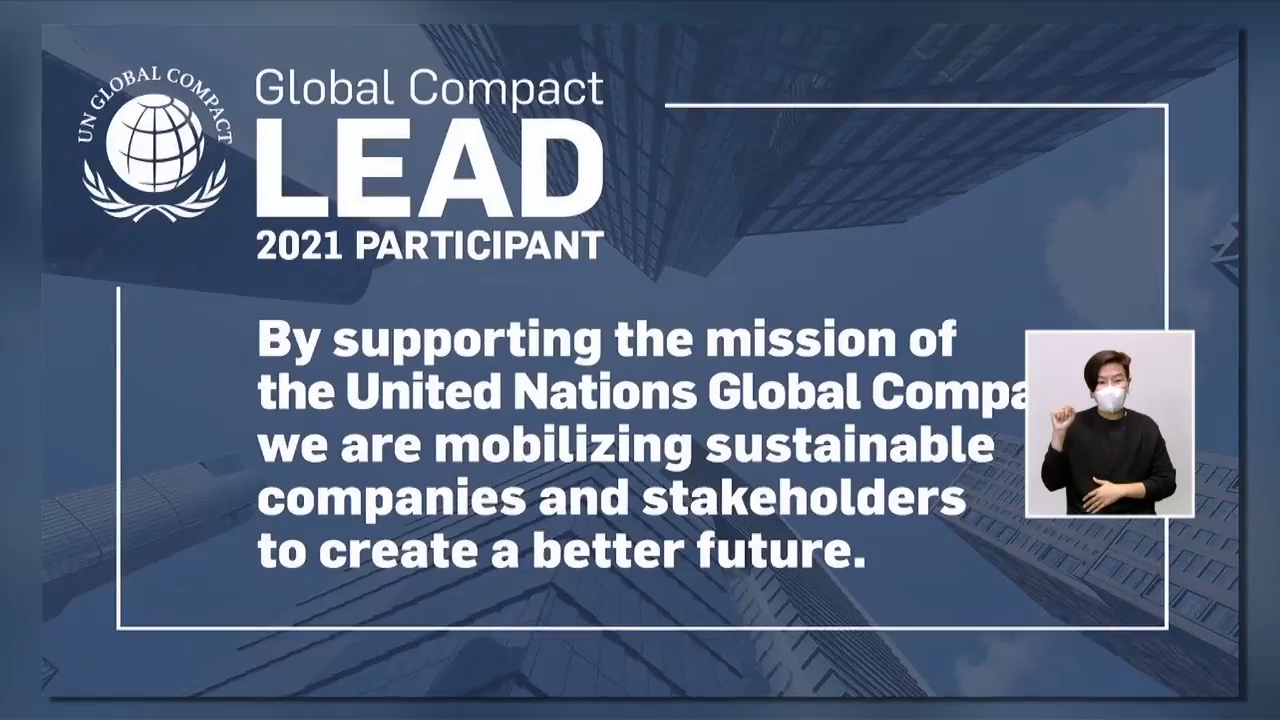 UN GLOBAL COMPACT
Global Compact
LEAD
2021 PARTICIPANT
By supporting the mission of
the United Nations Global Compa
we are mobilizing sustainable
companies and stakeholders
to create a better future.